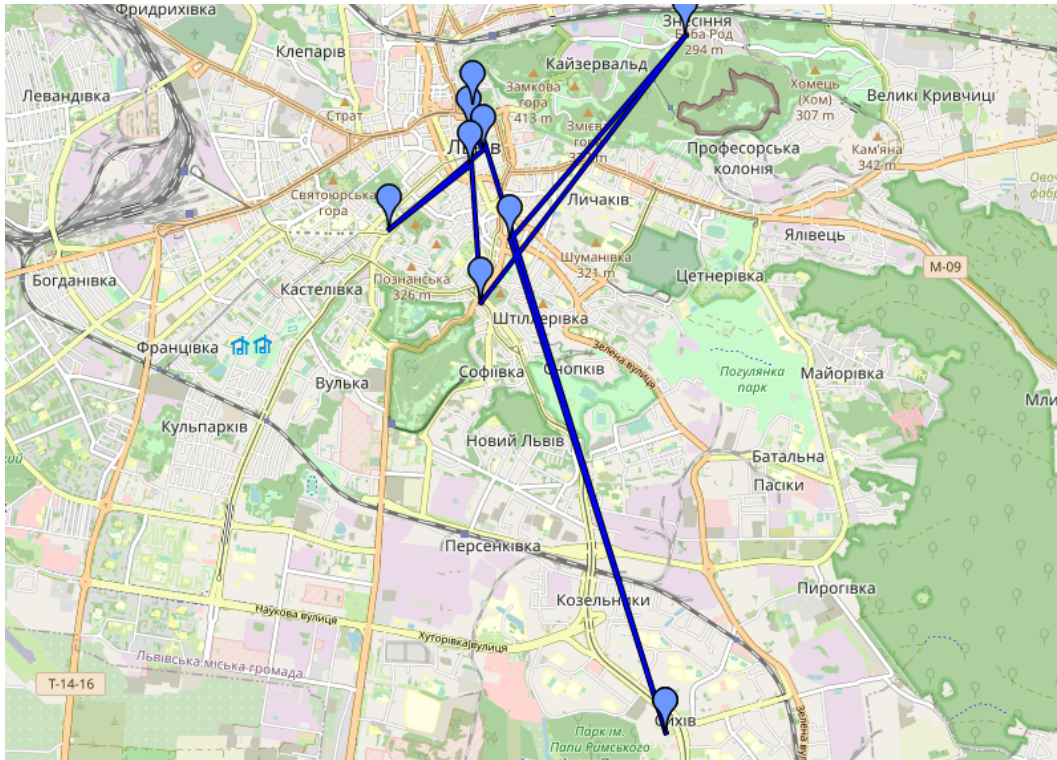 Фридрихівка
Знесіння
Баба Род
294 m
Клепарів
Кайзервальд
Левандівка
Замкова
гора
413 m
Хомець
(Хом)
307 m
Великі Кривчиці
Страт
Змієва
Львів
Професорська
колонія
Кам'яна
342 m
Святоюрська
гора
Личаків
Ялівець
Шуманівка
321 m
М-09
Богданівка
Познанська
326 m
Кастелівка
Цетнерівка
Штіллерівка
Францівка
Зелена вулиця
Софіївка
Снопків
Погулянка
парк
Майорівка
Вулька
Кульпарків
Новий Львів
Батальна
Пасіки
Персенківка
Пирогівка
Козельники
Наукова вулиця
Хуторівка вулиця
Львівська міська громада
Т-14-16
Сихів
Парк ім.
Папи Римського